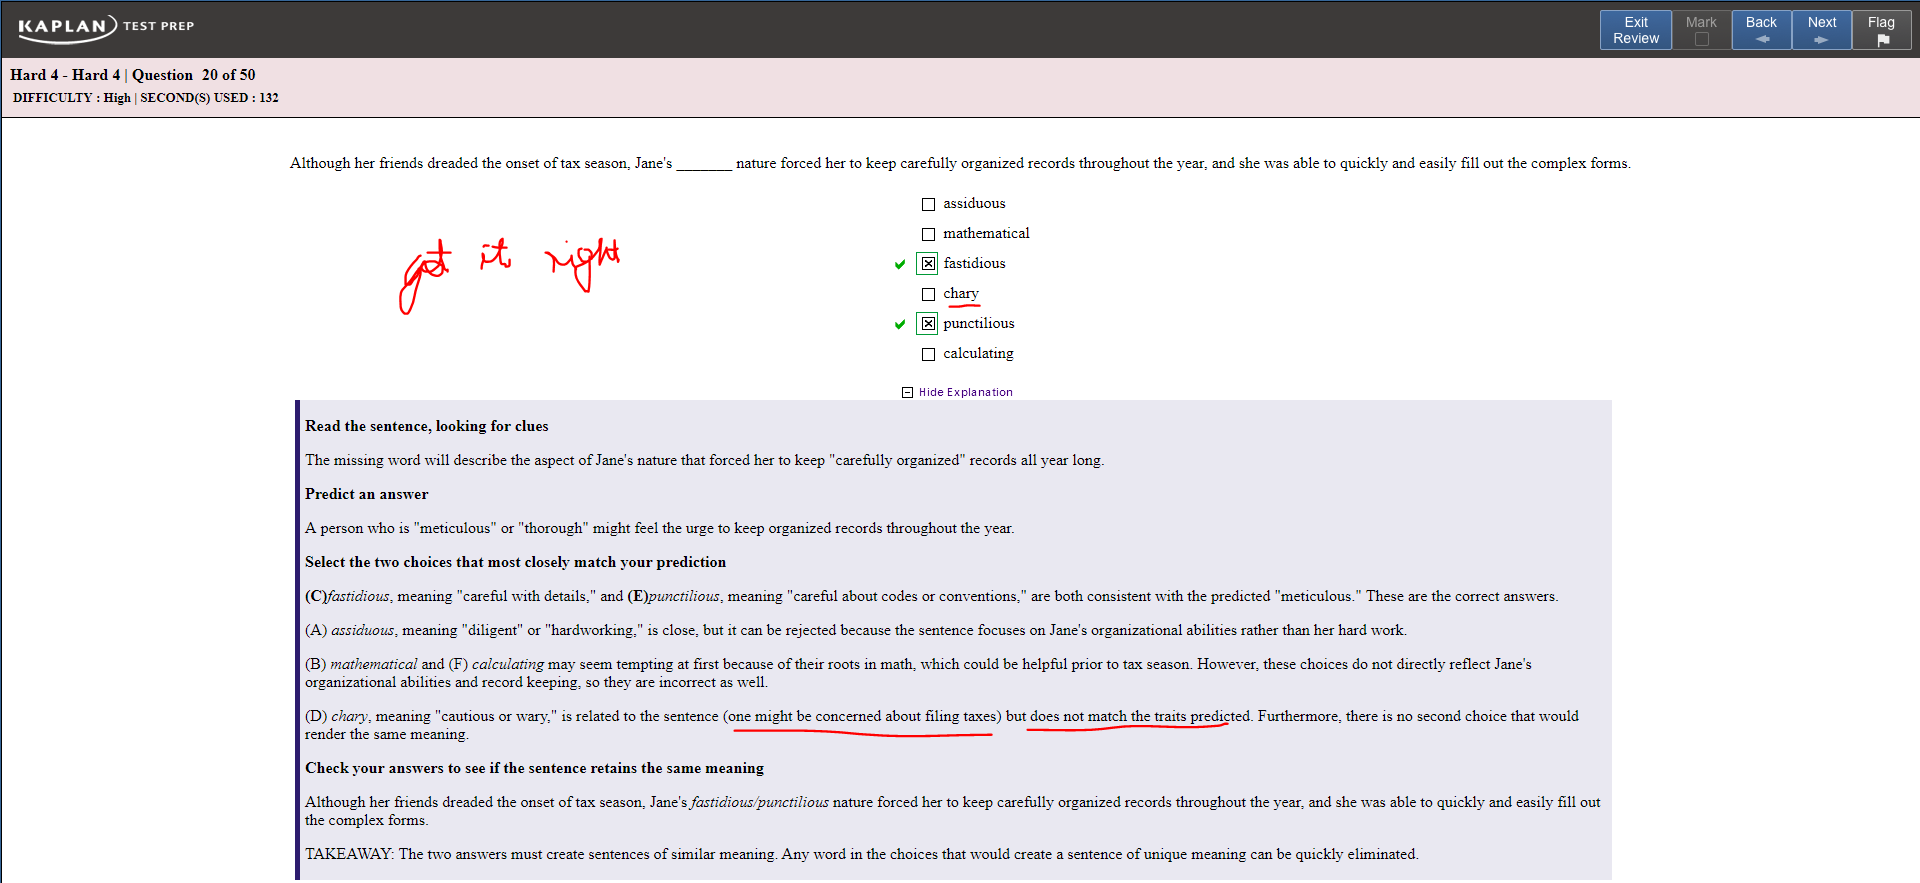 KAPLAN TEST PREP
Exit Review
Mark
Back
Next
Flag
Hard 4 - Hard 4 | Question 20 of 50
DIFFICULTY : High | SECOND(S) USED : 132
Although her friends dreaded the onset of tax season, Jane's _______ nature forced her to keep carefully organized records throughout the year, and she was able to quickly and easily fill out the complex forms.
assiduous
mathematical
got it right
fastidious
chary
punctilious
calculating
Hide Explanation
Read the sentence, looking for clues
The missing word will describe the aspect of Jane's nature that forced her to keep "carefully organized" records all year long.
Predict an answer
A person who is "meticulous" or "thorough" might feel the urge to keep organized records throughout the year.
Select the two choices that most closely match your prediction
(C)fastidious, meaning "careful with details," and (E)punctilious, meaning "careful about codes or conventions," are both consistent with the predicted "meticulous." These are the correct answers.
(A) assiduous, meaning "diligent" or "hardworking," is close, but it can be rejected because the sentence focuses on Jane's organizational abilities rather than her hard work.
(B) mathematical and (F) calculating may seem tempting at first because of their roots in math, which could be helpful prior to tax season. However, these choices do not directly reflect Jane's
organizational abilities and record keeping, so they are incorrect as well.
(D) chary, meaning "cautious or wary," is related to the sentence (one might be concerned about filing taxes) but does not match the traits predicted. Furthermore, there is no second choice that would
render the same meaning.
Check your answers to see if the sentence retains the same meaning
Although her friends dreaded the onset of tax season, Jane's fastidious/punctilious nature forced her to keep carefully organized records throughout the year, and she was able to quickly and easily fill out
the complex forms.
TAKEAWAY: The two answers must create sentences of similar meaning. Any word in the choices that would create a sentence of unique meaning can be quickly eliminated.